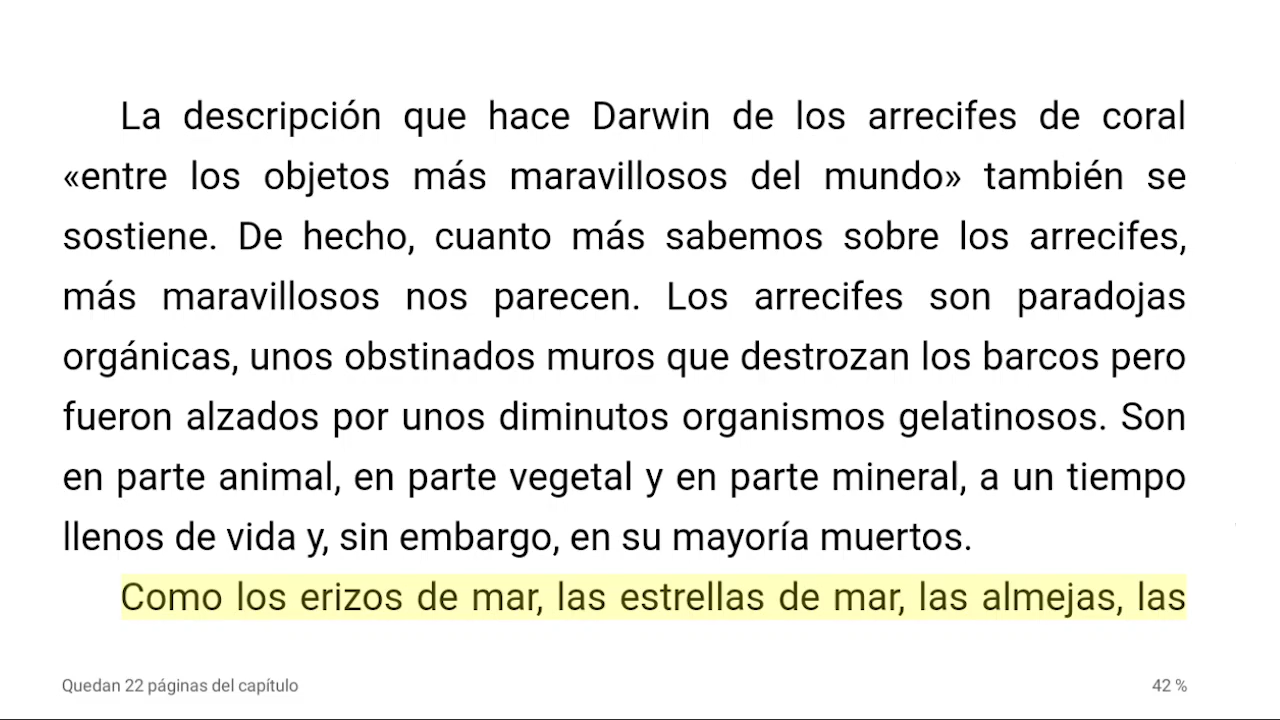 La descripción que hace Darwin de los arrecifes de coral
«entre los objetos más maravillosos del mundo» también se
sostiene. De hecho, cuanto más sabemos sobre los arrecifes,
más maravillosos nos parecen. Los arrecifes son paradojas
orgánicas, unos obstinados muros que destrozan los barcos pero
fueron alzados por unos diminutos organismos gelatinosos. Son
en parte animal, en parte vegetal y en parte mineral, a un tiempo
llenos de vida y, sin embargo, en su mayoría muertos.
Como los erizos de mar, las estrellas de mar, las almejas, las
Quedan 22 páginas del capítulo
42 %